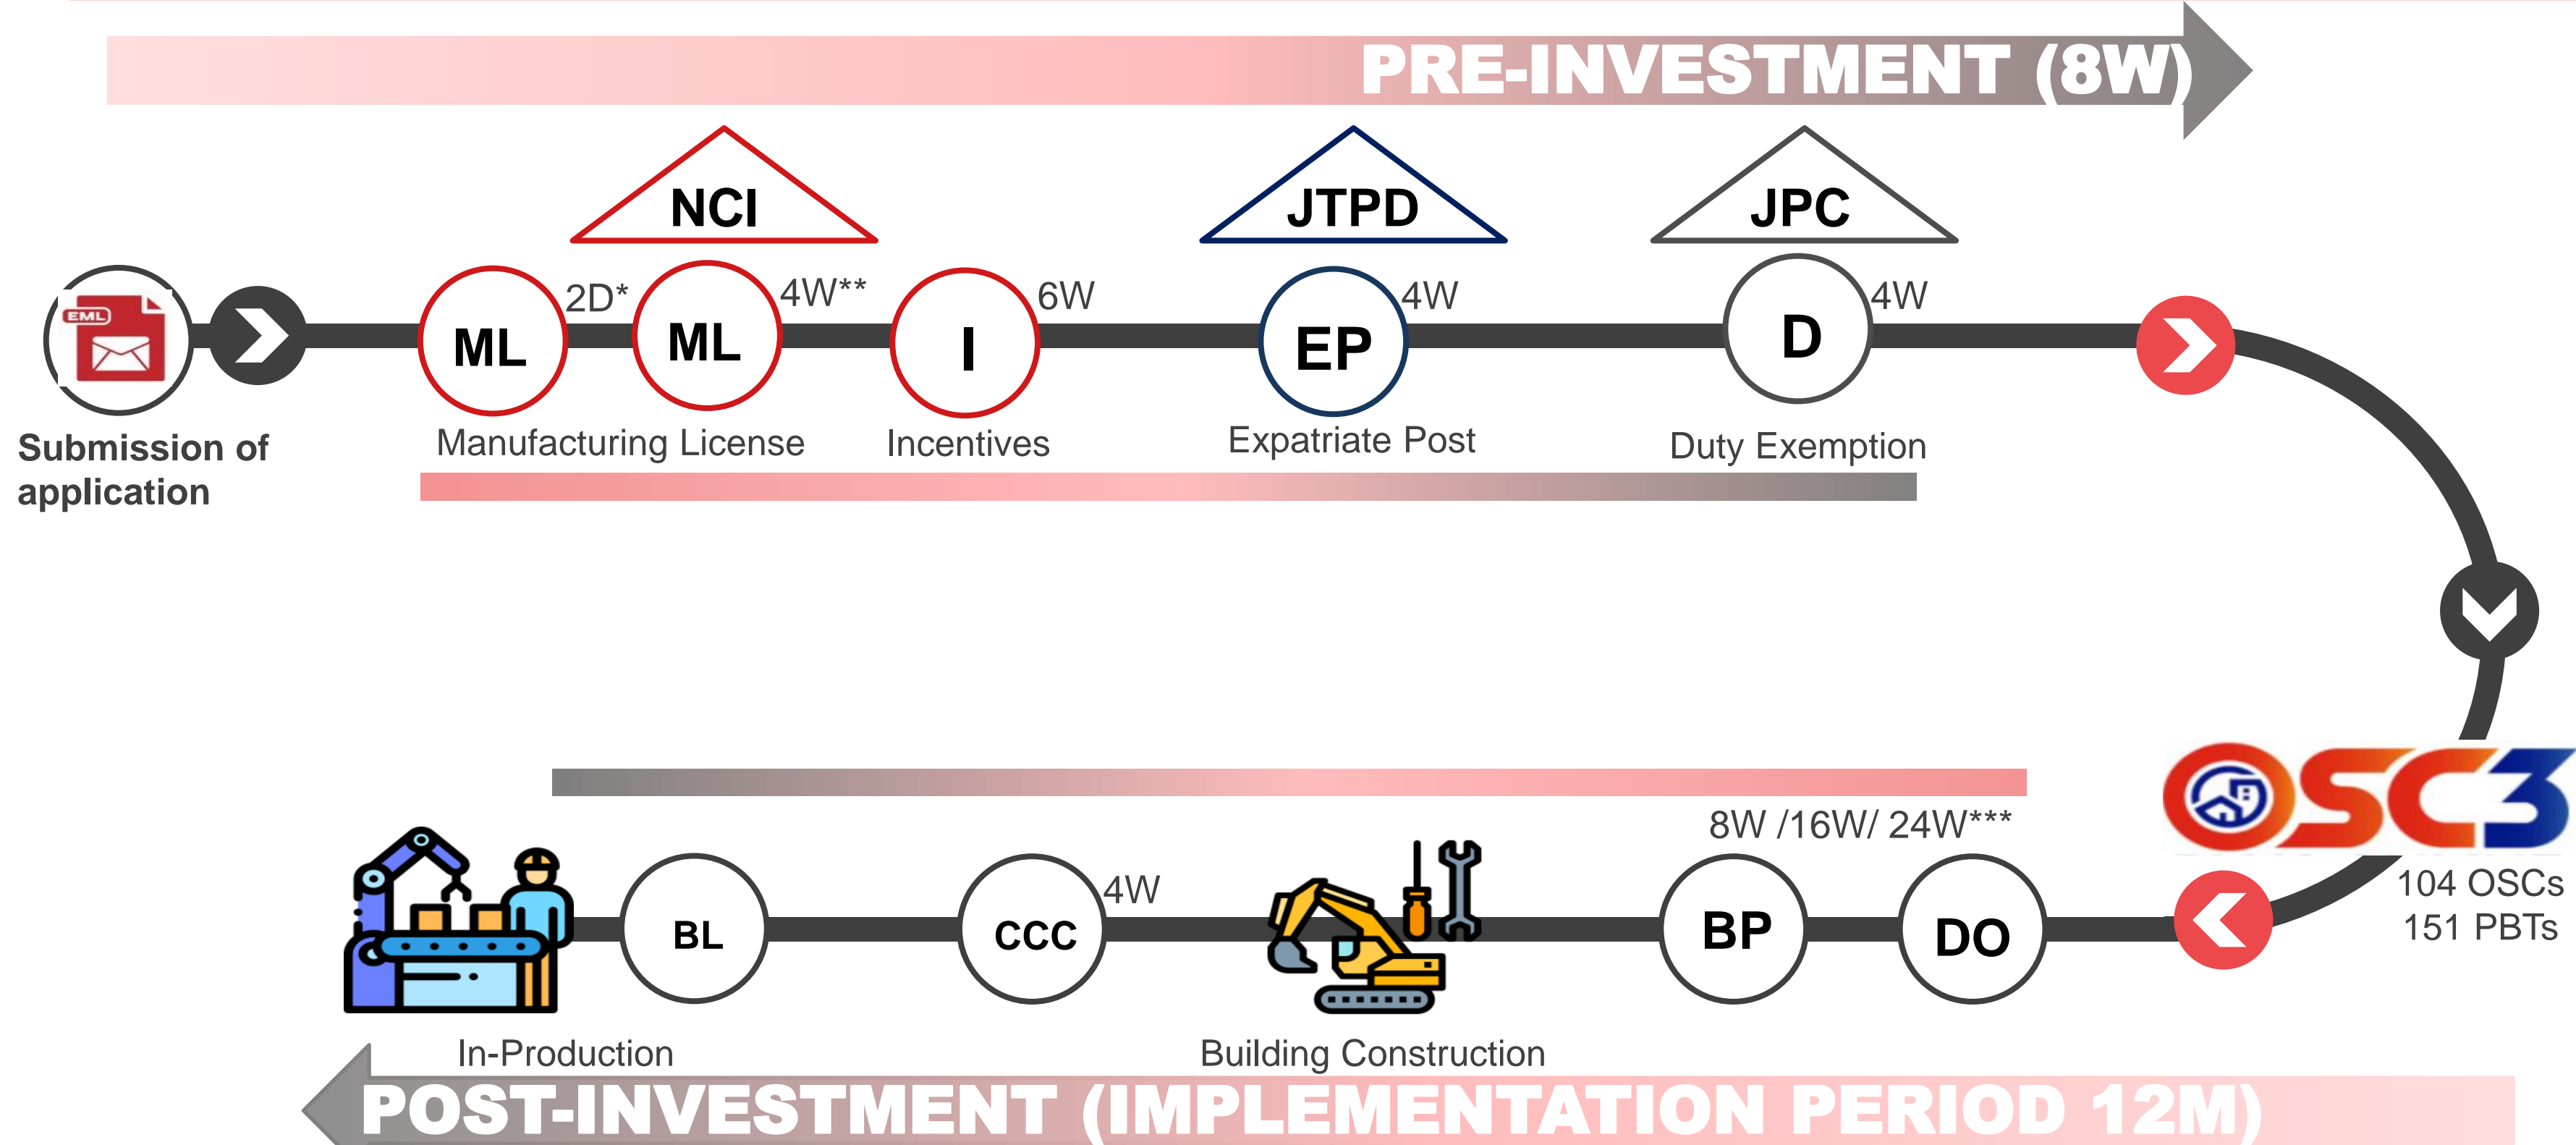 PRE-INVESTMENT (8W)
NCI
JTPD
JPC
EML
ML
2D*
ML
4W**
I
6W
EP
4W
D
4W
Submission of
application
Manufacturing License
Incentives
Expatriate Post
Duty Exemption
OSC3
104 OSCs
151 PBTs
8W /16W/ 24W***
BL
CCC
4W
BP
DO
In-Production
Building Construction
POST-INVESTMENT (IMPLEMENTATION PERIOD 12M)